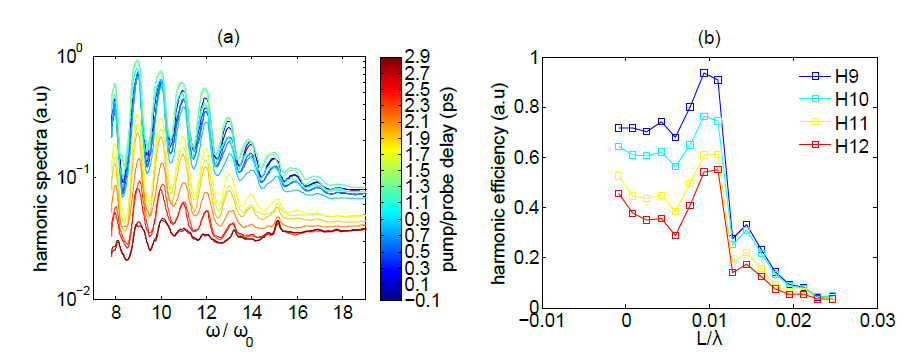 (a)
harmonic spectra (a.u)
10^0
10^-1
10^-2
8 10 12 14 16 18
ω/ ω_0
2.9
2.7
2.5
2.3
2.1
1.9
1.7
1.5
1.3
1.1
0.9
0.7
0.5
0.3
0.1
−0.1
pump/probe delay (ps)
(b)
harmonic efficiency (a.u)
1
0.8
0.6
0.4
0.2
0
−0.01 0 0.01 0.02 0.03
L/λ
H9
H10
H11
H12